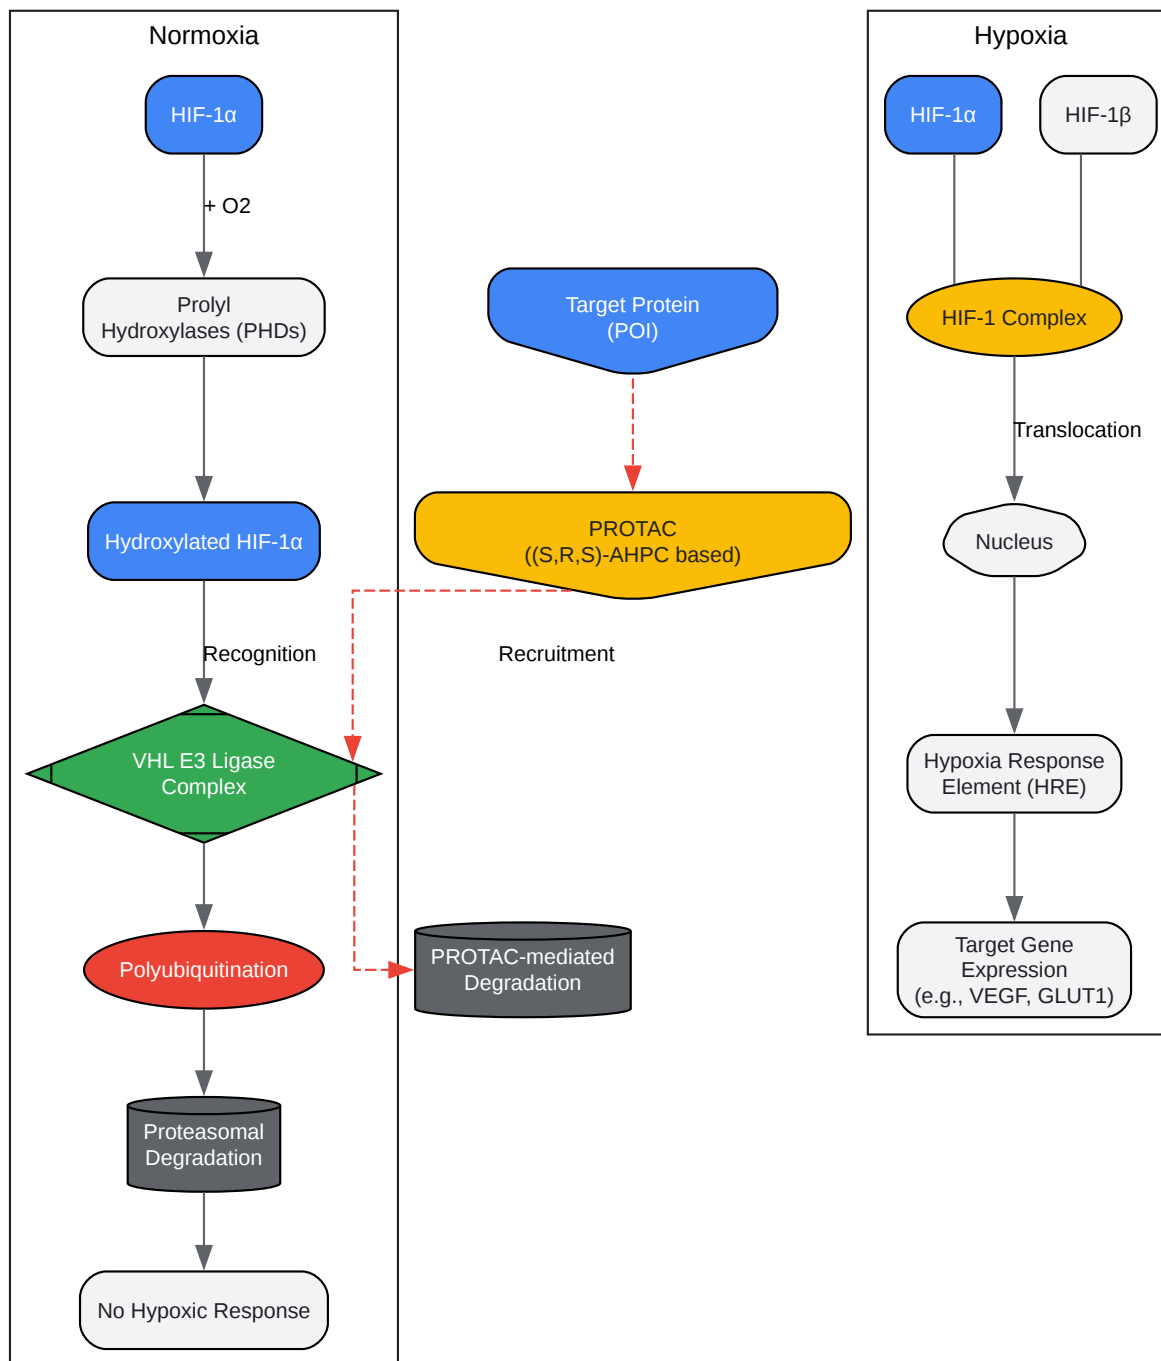 Normoxia
HIF-1α
+ O2
Prolyl
Hydroxylases (PHDs)
Hydroxylated HIF-1α
Recognition
VHL E3 Ligase
Complex
Polyubiquitination
Proteasomal
Degradation
No Hypoxic Response
Target Protein
(POI)
PROTAC
((S,R,S)-AHPC based)
Recruitment
PROTAC-mediated
Degradation
Hypoxia
HIF-1α
HIF-1β
HIF-1 Complex
Translocation
Nucleus
Hypoxia Response
Element (HRE)
Target Gene
Expression
(e.g., VEGF, GLUT1)